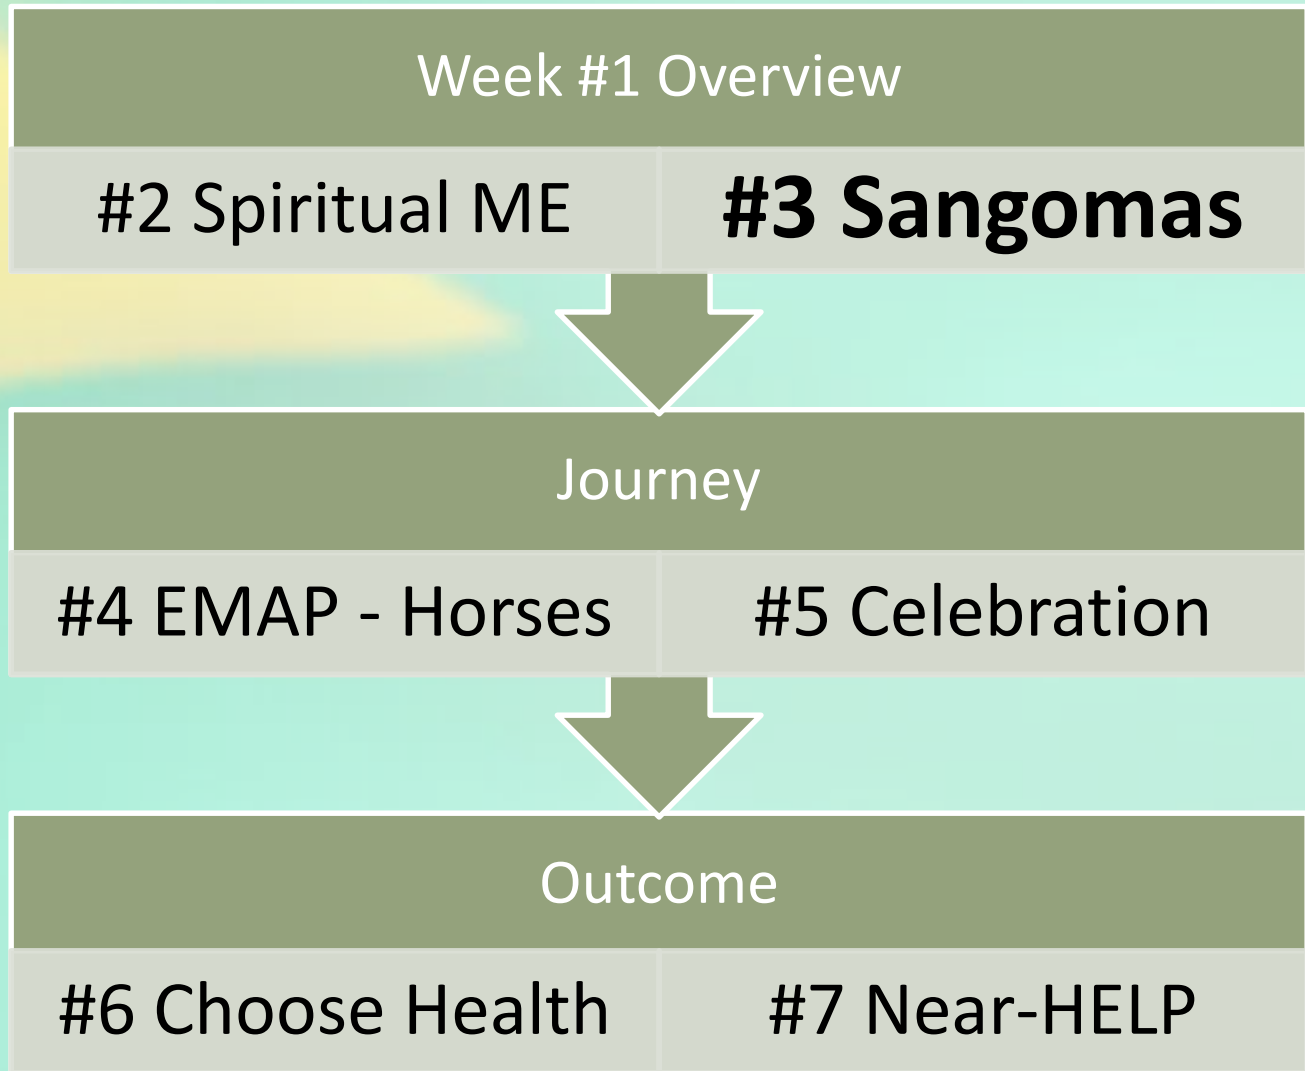 Week #1 Overview
#2 Spiritual ME
#3 Sangomas
Journey
#4 EMAP - Horses
#5 Celebration
Outcome
#6 Choose Health
#7 Near-HELP